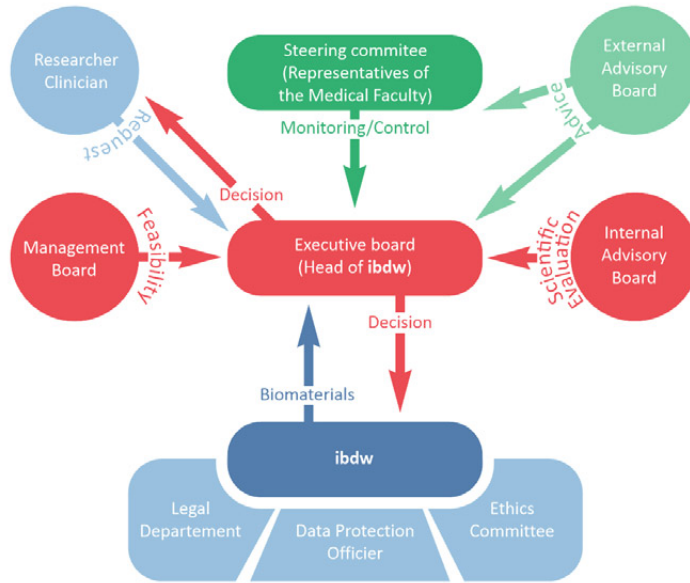 Researcher
Clinician
Steering commitee
(Representatives of
the Medical Faculty)
External
Advisory
Board
Request
Monitoring/Control
Advice
Decision
Management
Board
Feasibility
Executive board
(Head of ibdw)
Scientific
Evaluation
Internal
Advisory
Board
Decision
Biomaterials
ibdw
Legal
Departement
Data Protection
Officier
Ethics
Committee